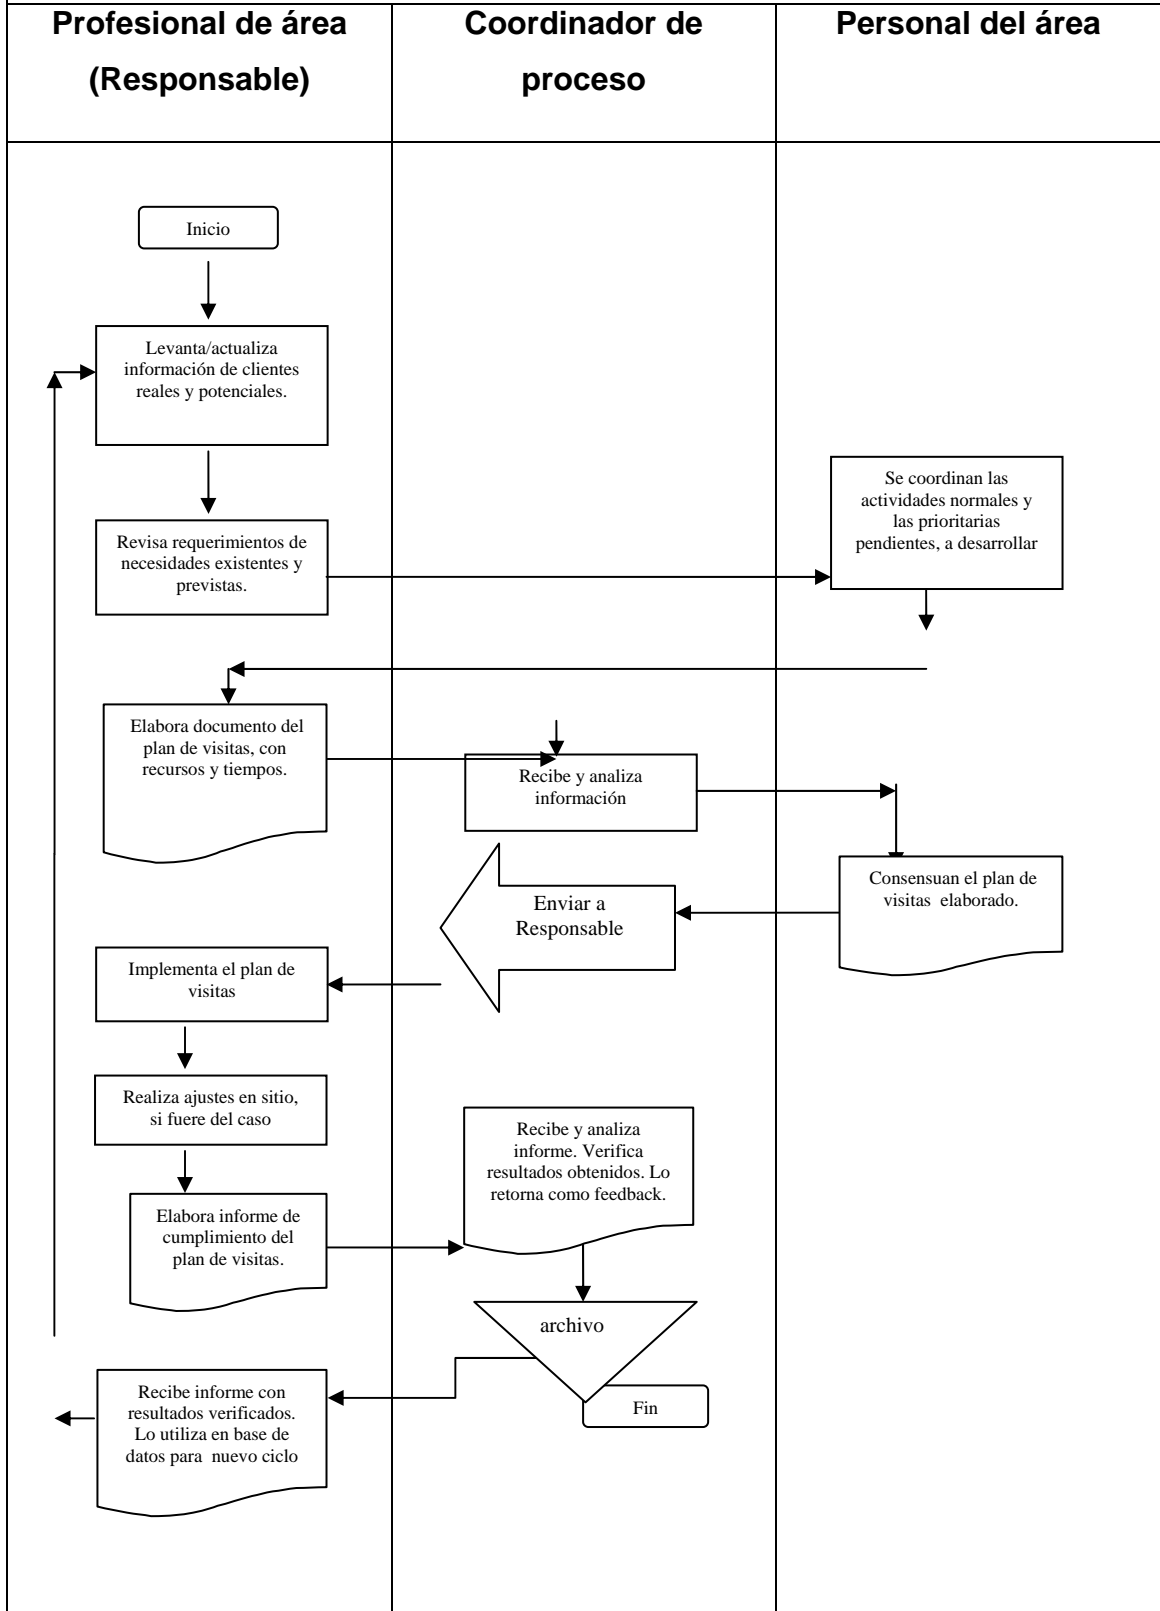 Profesional de área
(Responsable)
Coordinador de
proceso
Personal del área
Inicio
Levanta/actualiza
información de clientes
reales y potenciales.
Se coordinan las
actividades normales y
las prioritarias
pendientes, a desarrollar
Revisa requerimientos de
necesidades existentes y
previstas.
Elabora documento del
plan de visitas, con
recursos y tiempos.
Recibe y analiza
información
Consensuan el plan de
visitas elaborado.
Enviar a
Responsable
Implementa el plan de
visitas
Realiza ajustes en sitio,
si fuere del caso
Recibe y analiza
informe. Verifica
resultados obtenidos. Lo
retorna como feedback.
Elabora informe de
cumplimiento del
plan de visitas.
archivo
Recibe informe con
resultados verificados.
Lo utiliza en base de
datos para nuevo ciclo
Fin